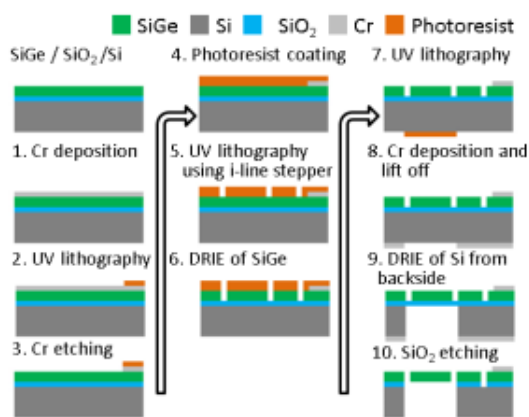 SiGe Si SiO₂ Cr Photoresist
SiGe / SiO₂ /Si
1. Cr deposition
2. UV lithography
3. Cr etching
4. Photoresist coating
5. UV lithography
using i-line stepper
6. DRIE of SiGe
7. UV lithography
8. Cr deposition and
lift off
9. DRIE of Si from
backside
10. SiO₂ etching